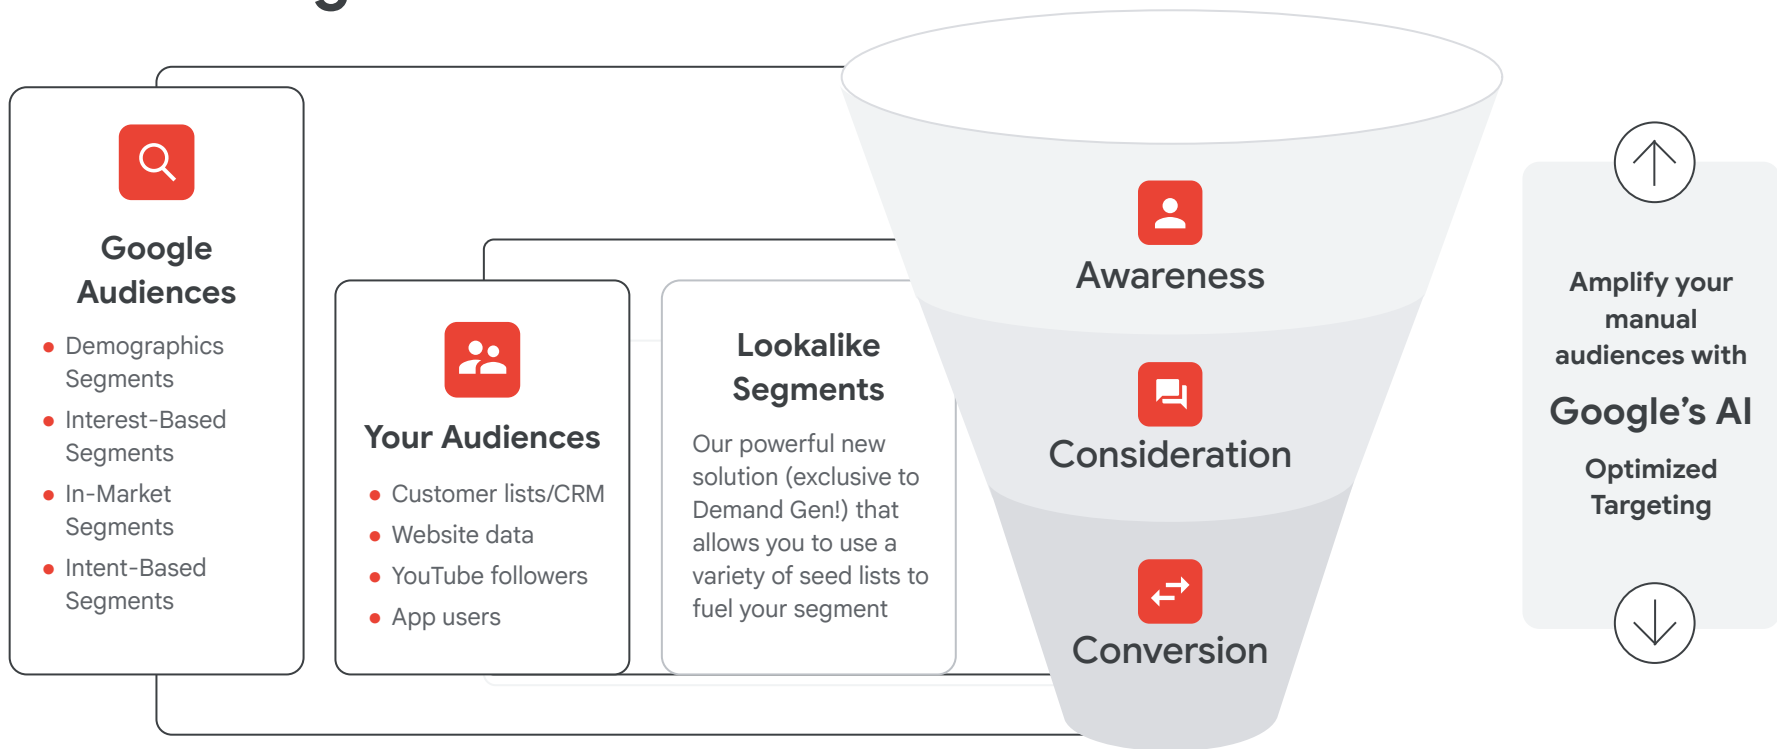 Google
Audiences
Demographics
Segments
Interest-Based
Segments
In-Market
Segments
Intent-Based
Segments
Your Audiences
Customer lists/CRM
Website data
YouTube followers
App users
Lookalike
Segments
Our powerful new
solution (exclusive to
Demand Gen!) that
allows you to use a
variety of seed lists to
fuel your segment
Awareness
Consideration
Conversion
Amplify your
manual
audiences with
Google’s AI
Optimized
Targeting